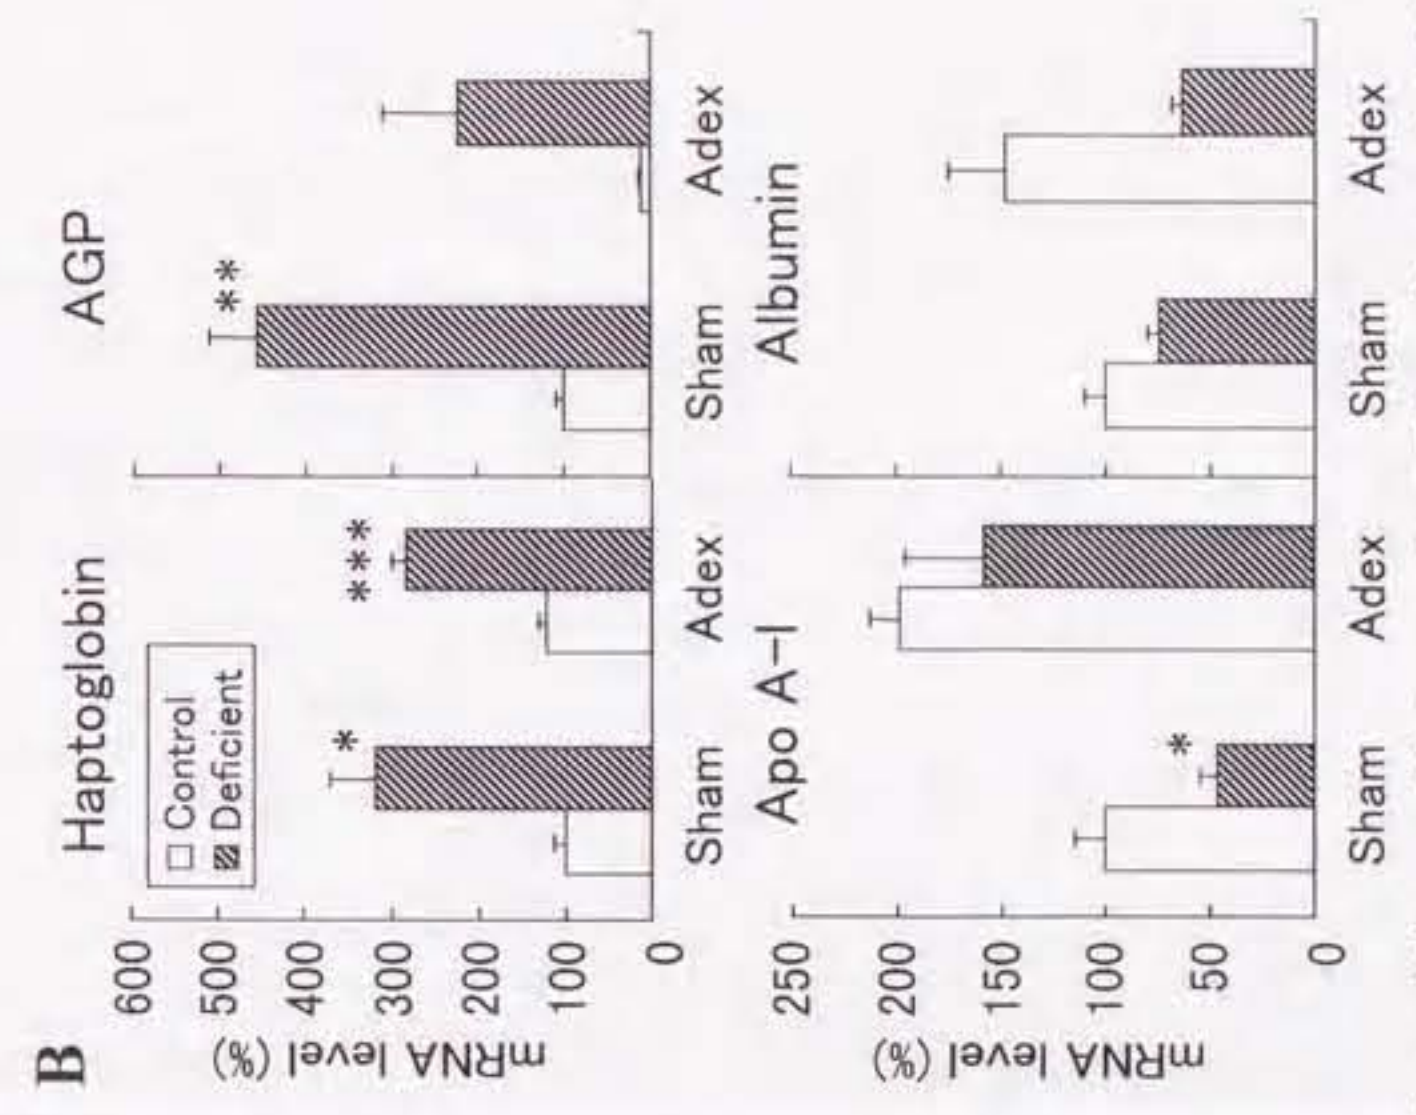 B
Haptoglobin
AGP
□ Control
▨ Deficient
mRNA level (%)
600
500
400
300
200
100
0
*
***
**
Sham
Adex
Sham
Adex
Apo A-I
Albumin
mRNA level (%)
250
200
150
100
50
0
*
Sham
Adex
Sham
Adex